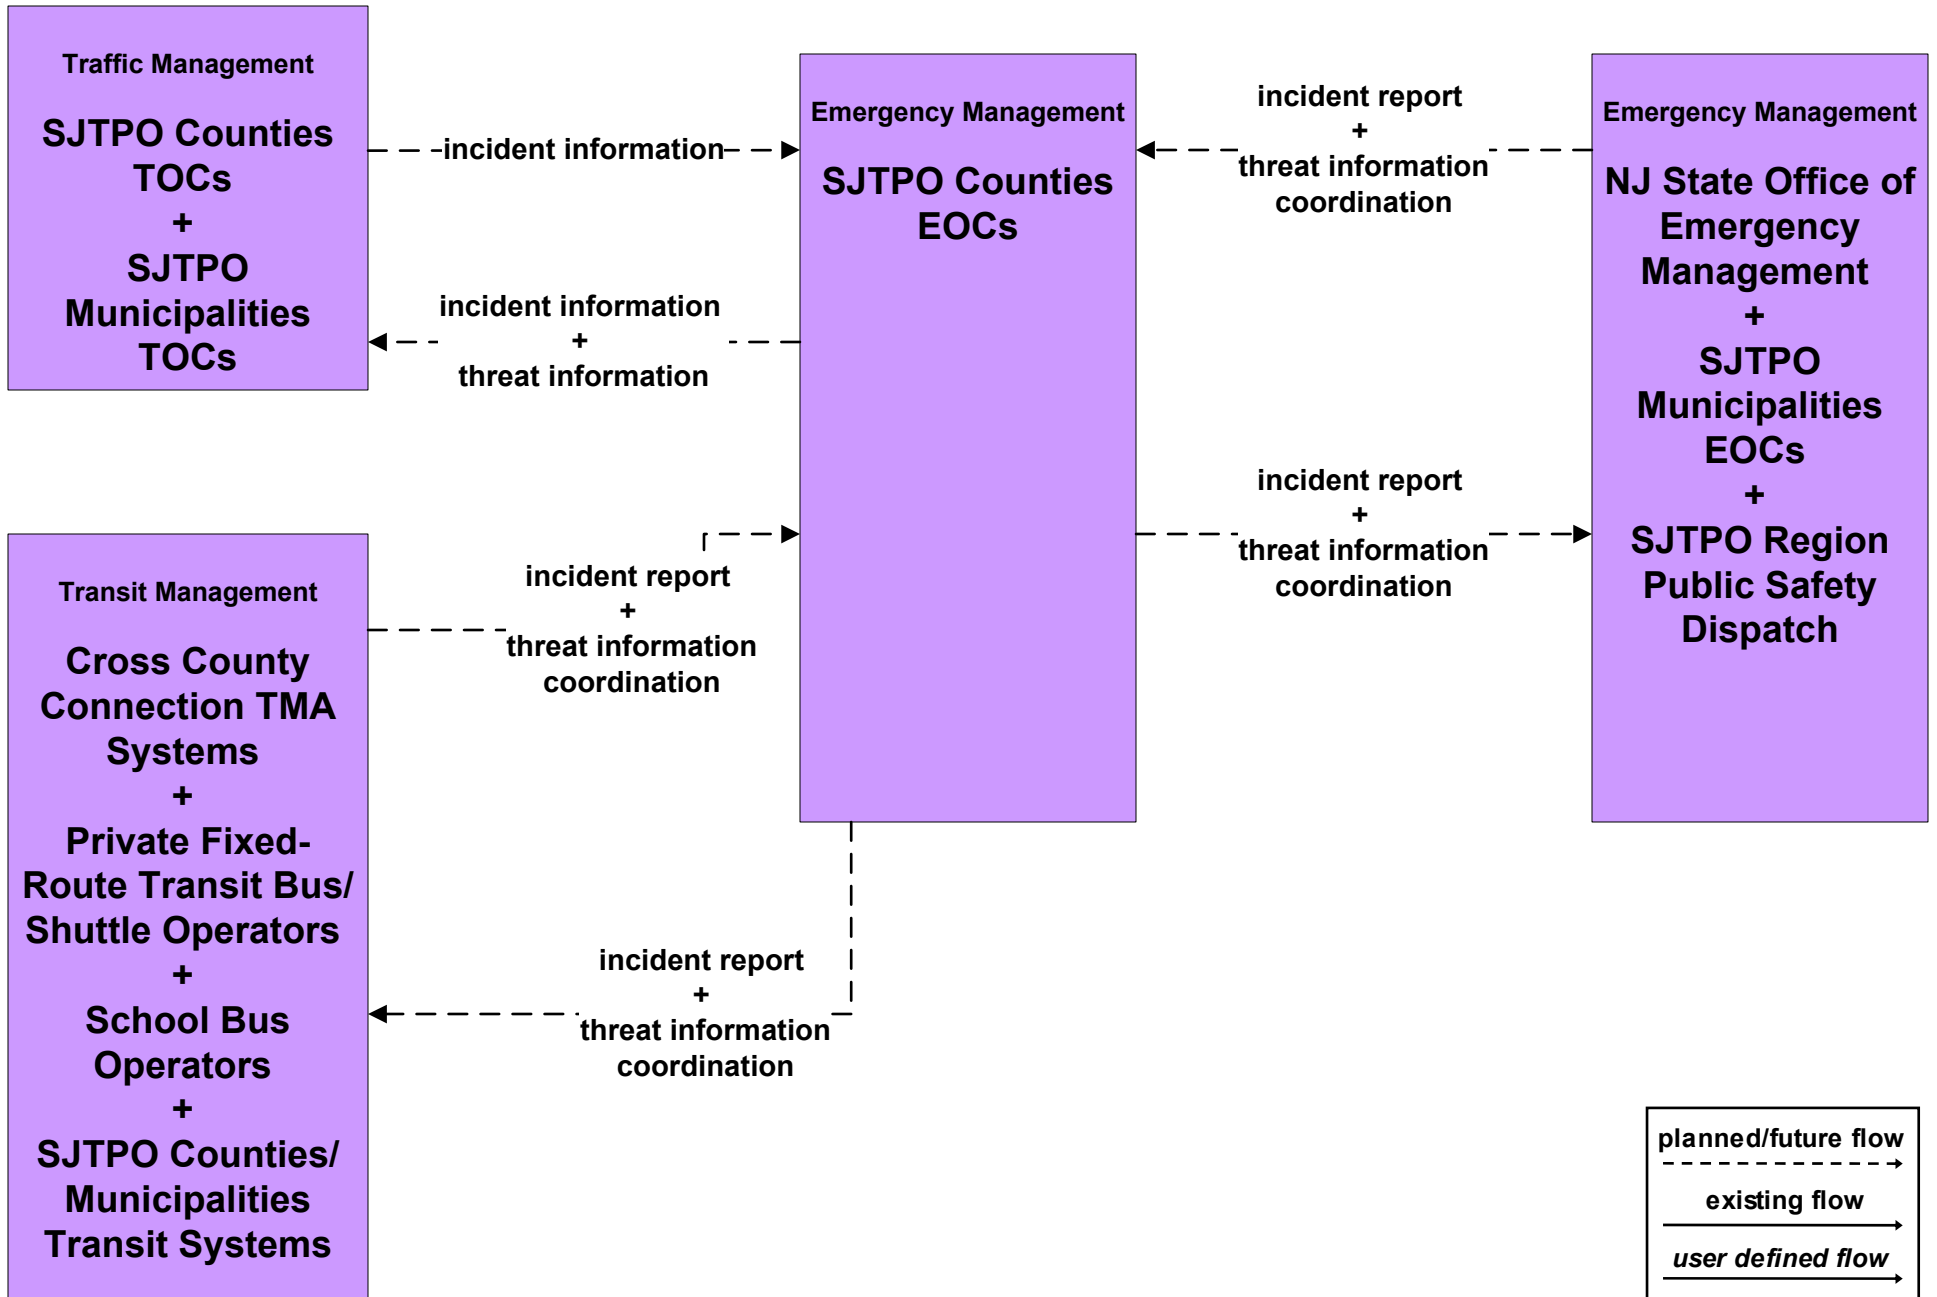 Traffic Management
SJTPO Counties
TOCs
+
SJTPO
Municipalities
TOCs
incident information
incident information
+
threat information
Emergency Management
SJTPO Counties
EOCs
incident report
+
threat information
coordination
incident report
+
threat information
coordination
Emergency Management
NJ State Office of
Emergency
Management
+
SJTPO
Municipalities
EOCs
+
SJTPO Region
Public Safety
Dispatch
Transit Management
Cross County
Connection TMA
Systems
+
Private Fixed-
Route Transit Bus/
Shuttle Operators
+
School Bus
Operators
+
SJTPO Counties/
Municipalities
Transit Systems
incident report
+
threat information
coordination
incident report
+
threat information
coordination
planned/future flow
existing flow
user defined flow